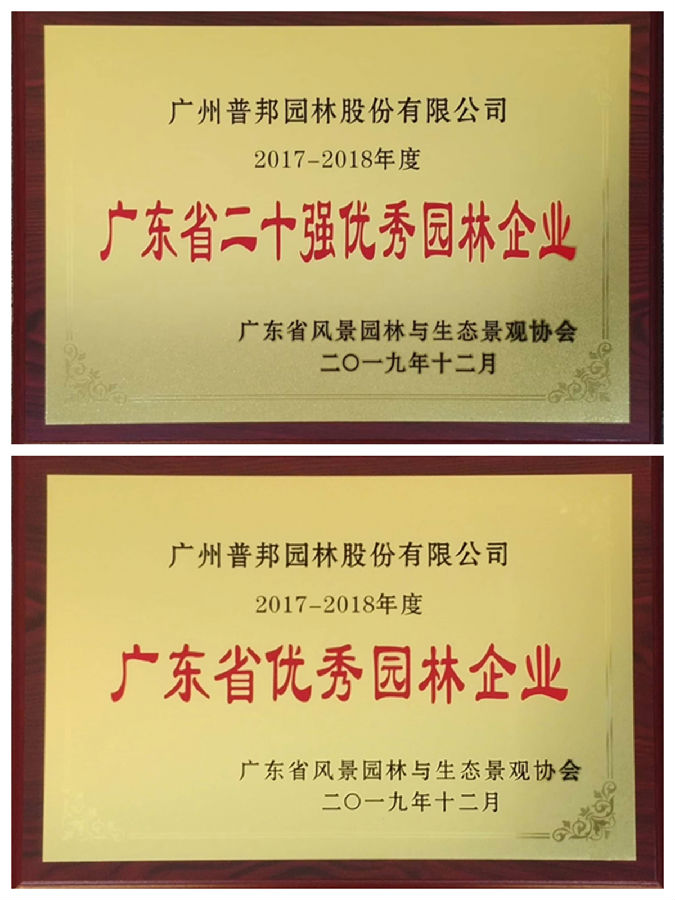 广州普邦园林股份有限公司
2017-2018年度
广东省二十强优秀园林企业
广东省风景园林与生态景观协会
二〇一九年十二月
广州普邦园林股份有限公司
2017-2018年度
广东省优秀园林企业
广东省风景园林与生态景观协会
二〇一九年十二月